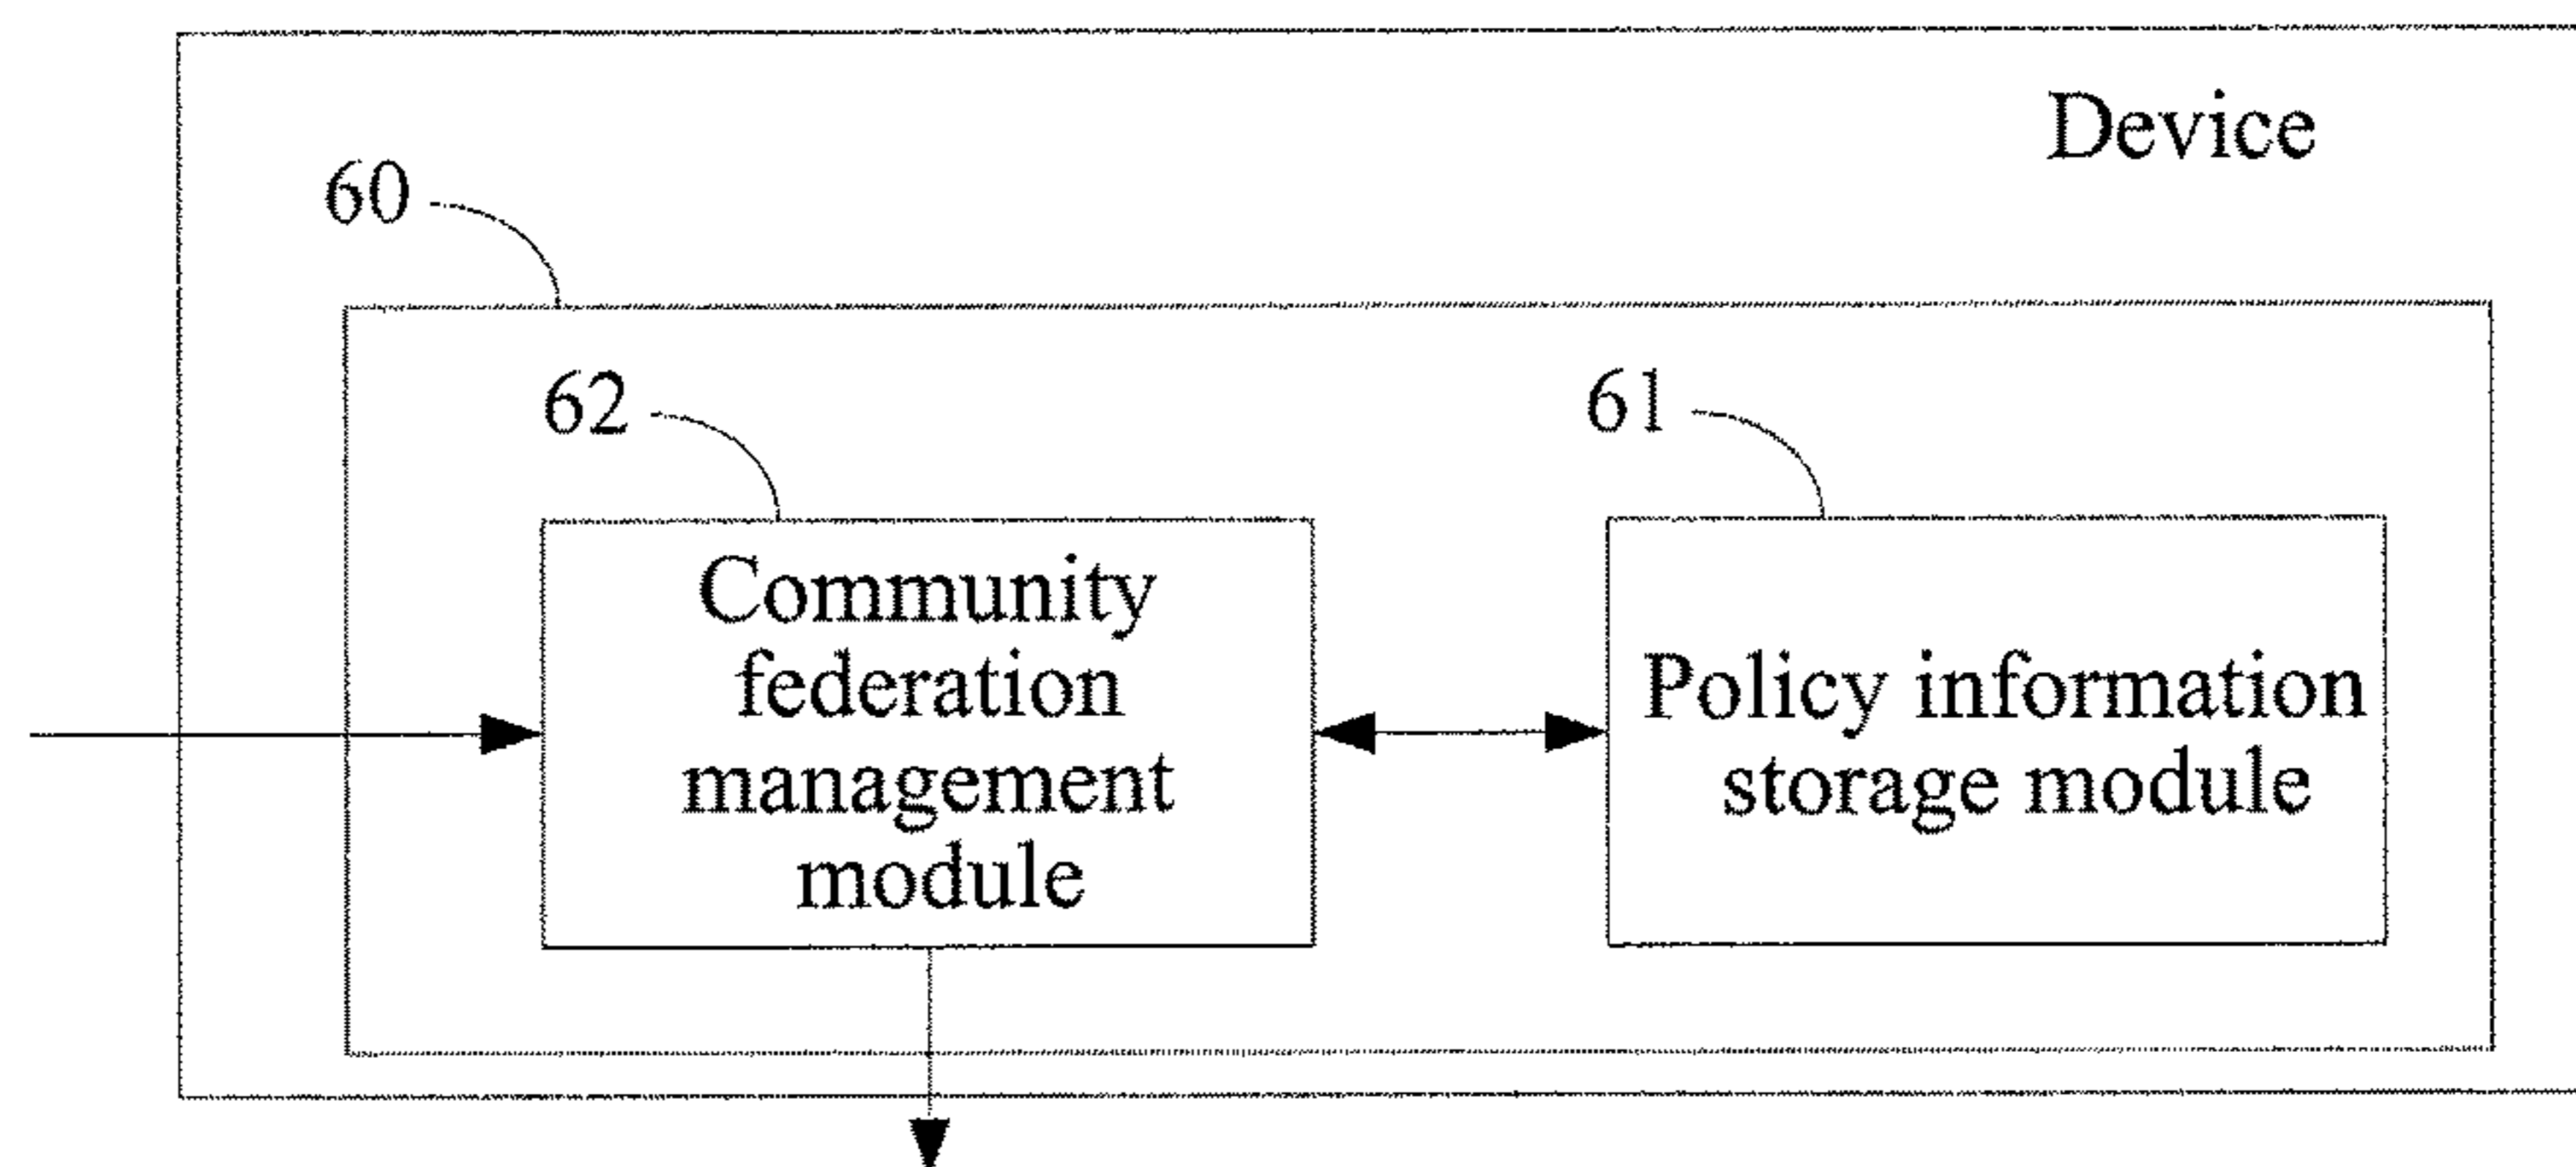 Device
60
62
61
Community
federation
management
module
Policy information
storage module